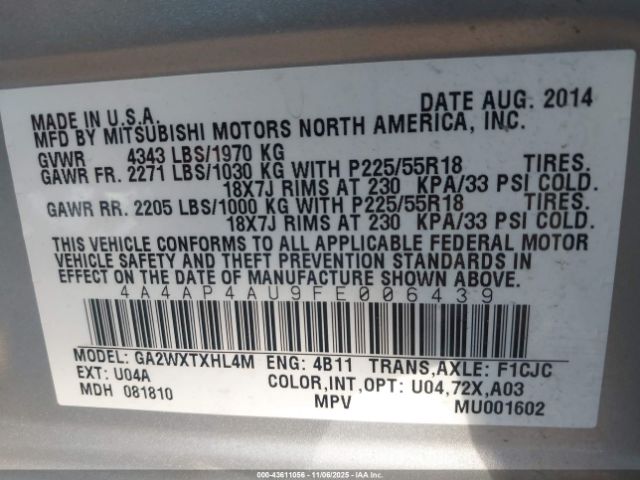 MADE IN U.S.A. DATE AUG. 2014
MFD BY MITSUBISHI MOTORS NORTH AMERICA, INC.
GVWR 4343 LBS/1970 KG
GAWR FR. 2271 LBS/1030 KG WITH P225/55R18 TIRES.
18X7J RIMS AT 230 KPA/33 PSI COLD.
GAWR RR. 2205 LBS/1000 KG WITH P225/55R18 TIRES.
18X7J RIMS AT 230 KPA/33 PSI COLD.
THIS VEHICLE CONFORMS TO ALL APPLICABLE FEDERAL MOTOR
VEHICLE SAFETY AND THEFT PREVENTION STANDARDS IN
EFFECT ON THE DATE OF MANUFACTURE SHOWN ABOVE.
4A4AP4AU9FE006439
MODEL: GA2WXTXHL4M ENG: 4B11 TRANS,AXLE: F1CJC
EXT: U04A COLOR,INT,OPT: U04,72X,A03
MDH 081810 MPV MU001602
000-43611056 - 11/06/2025 - © IAA Inc.